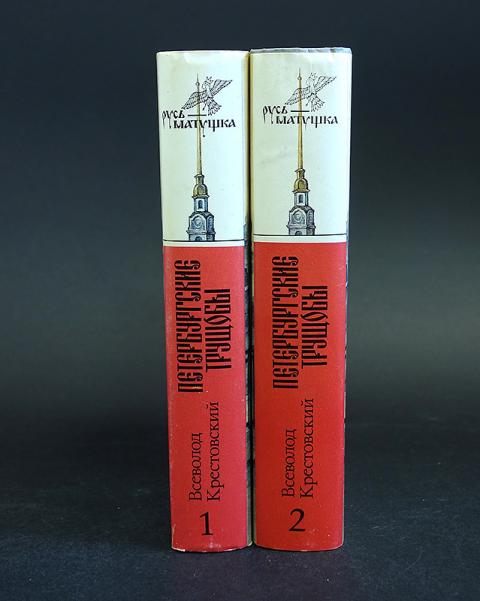 Русь
матушка
Петербургские
трущобы
Всеволод
Крестовский
1
Русь
матушка
Петербургские
трущобы
Всеволод
Крестовский
2